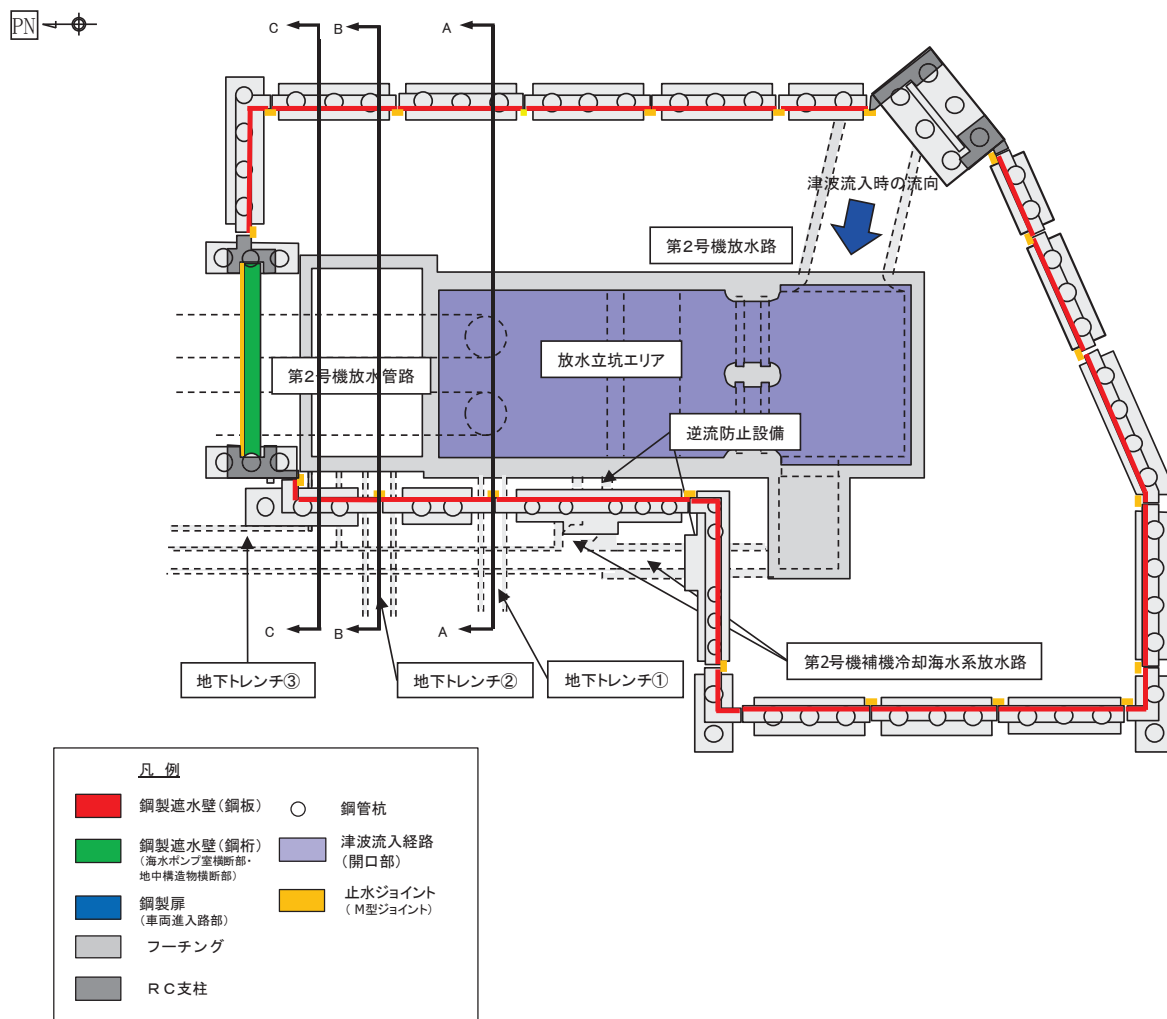 PN
C
B
A
津波流入時の流向
第2号機放水路
放水立坑エリア
第2号機放水管路
逆流防止設備
C
B
A
第2号機補機冷却海水系放水路
地下トレンチ③
地下トレンチ②
地下トレンチ①
凡 例
鋼製遮水壁(鋼板)
鋼製遮水壁(鋼桁)
(海水ポンプ室横断部・
地中構造物横断部)
鋼製扉
(車両進入路部)
フーチング
RC支柱
鋼管杭
津波流入経路
(開口部)
止水ジョイント
(M型ジョイント)